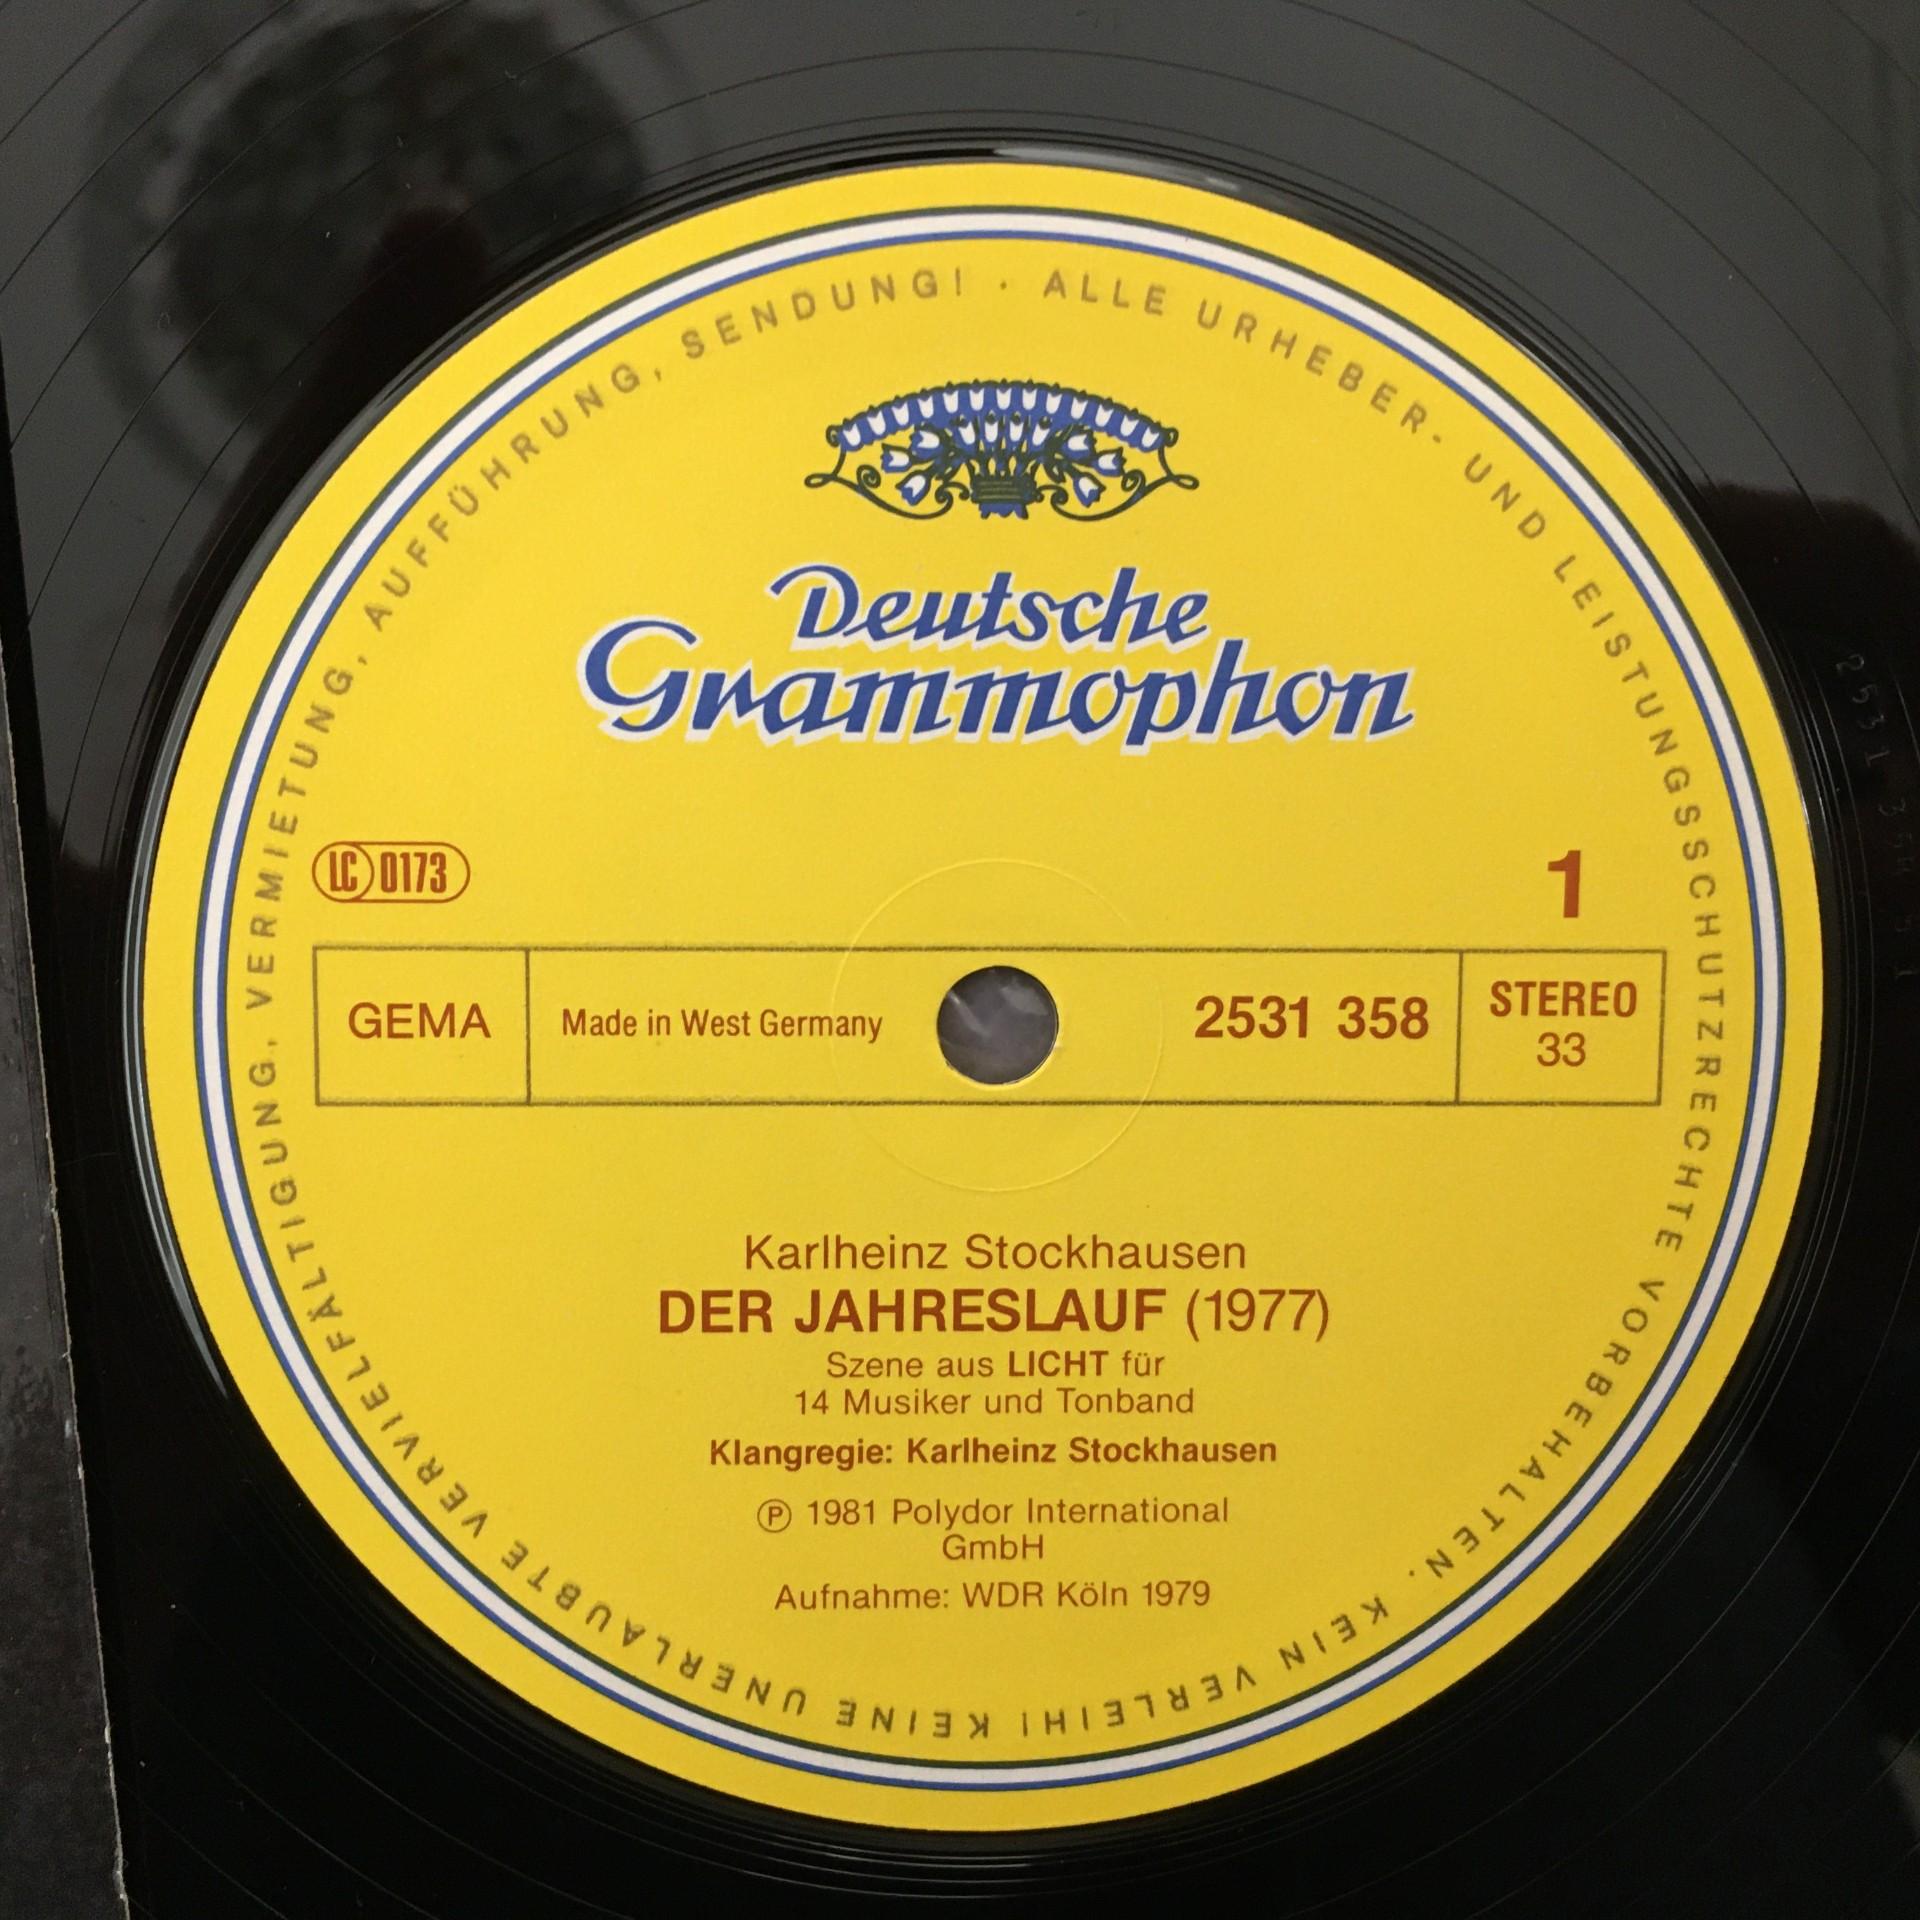 ALLE URHEBER- UND LEISTUNGSSCHUTZRECHTE VORBEHALTEN. KEIN VERLEIH! KEINE UNERLAUBTE VERVIELFÄLTIGUNG, VERMIETUNG, AUFFÜHRUNG, SENDUNG! ·
Deutsche
Grammophon
LC 0173
1
GEMA
Made in West Germany
2531 358
STEREO
33
Karlheinz Stockhausen
DER JAHRESLAUF (1977)
Szene aus LICHT für
14 Musiker und Tonband
Klangregie: Karlheinz Stockhausen
Ⓟ 1981 Polydor International
GmbH
Aufnahme: WDR Köln 1979
2531